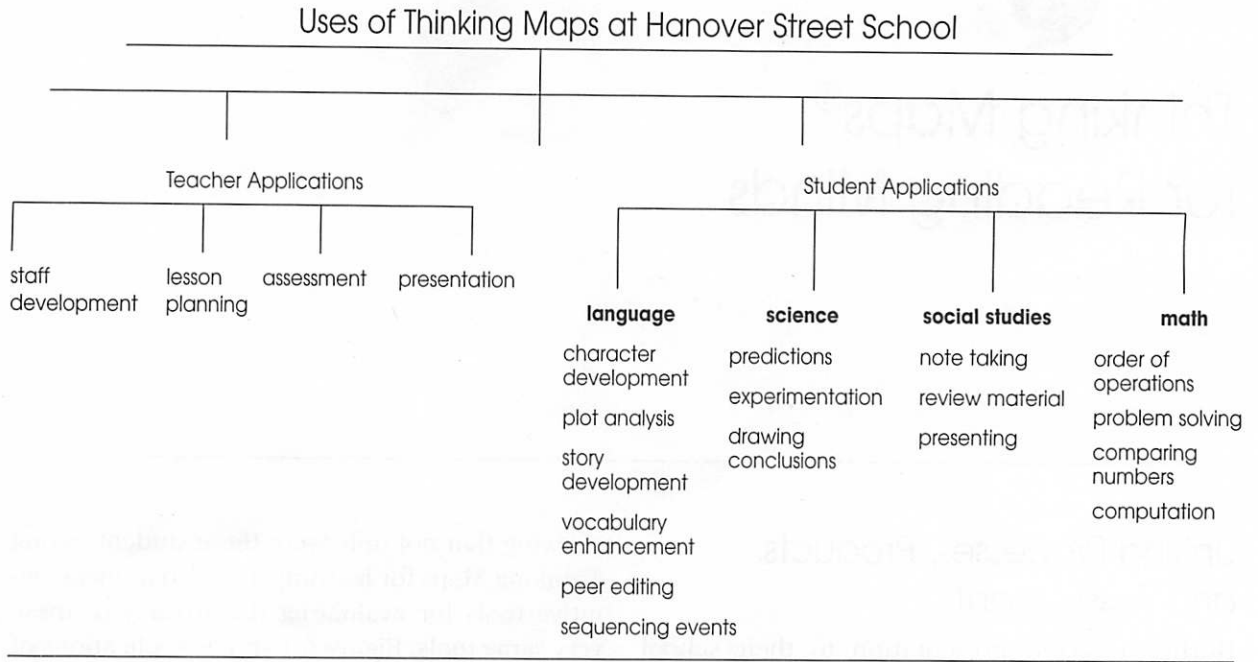 Uses of Thinking Maps at Hanover Street School
Teacher Applications
staff
development
lesson
planning
assessment
presentation
Student Applications
language
character
development
plot analysis
story
development
vocabulary
enhancement
peer editing
sequencing events
science
predictions
experimentation
drawing
conclusions
social studies
note taking
review material
presenting
math
order of
operations
problem solving
comparing
numbers
computation